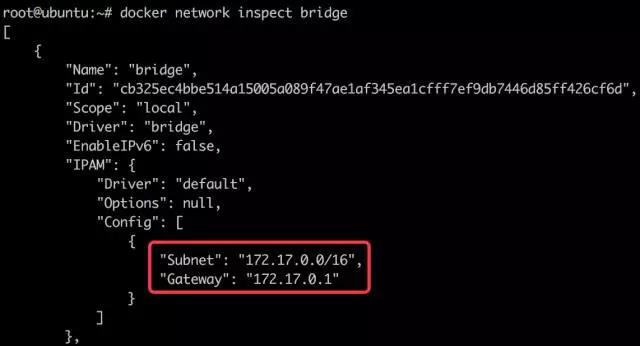 root@ubuntu:~# docker network inspect bridge
[
    {
        "Name": "bridge",
        "Id": "cb325ec4bbe514a15005a089f47ae1af345ea1cfff7ef9db7446d85ff426cf6d",
        "Scope": "local",
        "Driver": "bridge",
        "EnableIPv6": false,
        "IPAM": {
            "Driver": "default",
            "Options": null,
            "Config": [
                {
                    "Subnet": "172.17.0.0/16",
                    "Gateway": "172.17.0.1"
                }
            ]
        },